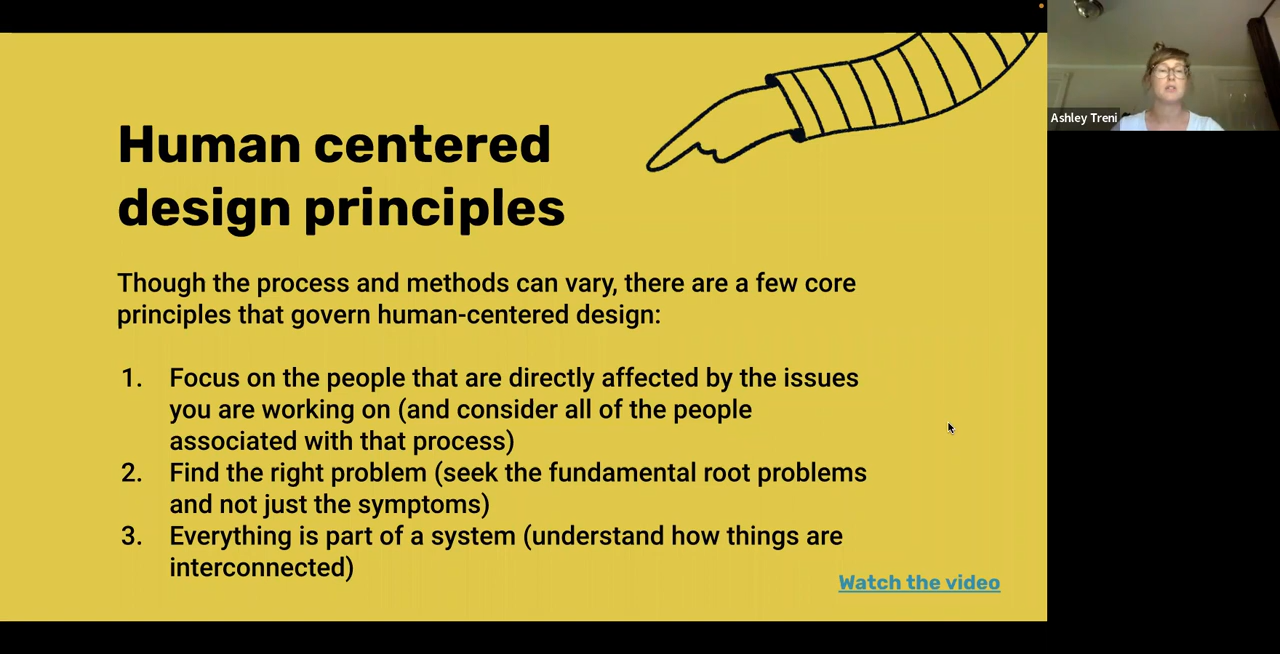 Human centered
design principles
Though the process and methods can vary, there are a few core
principles that govern human-centered design:
1. Focus on the people that are directly affected by the issues
you are working on (and consider all of the people
associated with that process)
2. Find the right problem (seek the fundamental root problems
and not just the symptoms)
3. Everything is part of a system (understand how things are
interconnected)
Watch the video
Ashley Treni